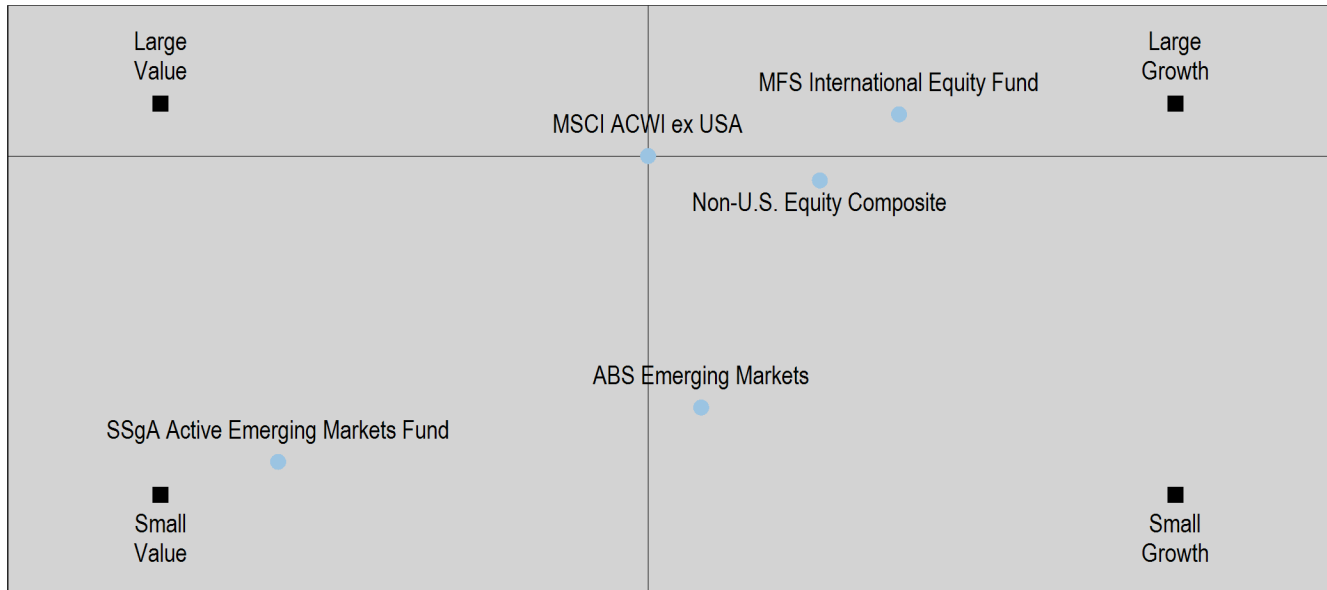 Large
Value
Large
Growth
MFS International Equity Fund
MSCI ACWI ex USA
Non-U.S. Equity Composite
ABS Emerging Markets
SSgA Active Emerging Markets Fund
Small
Value
Small
Growth